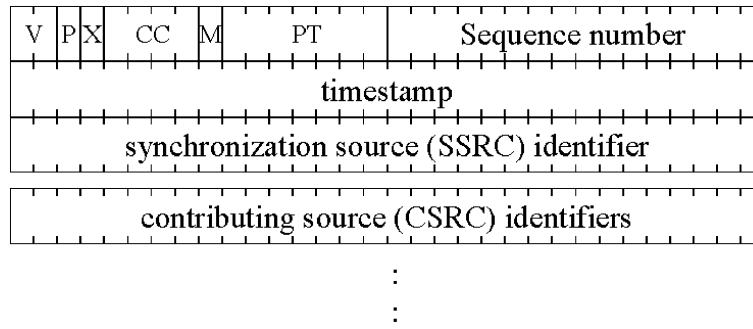 V P X CC M PT Sequence number
timestamp
synchronization source (SSRC) identifier
contributing source (CSRC) identifiers
:
: